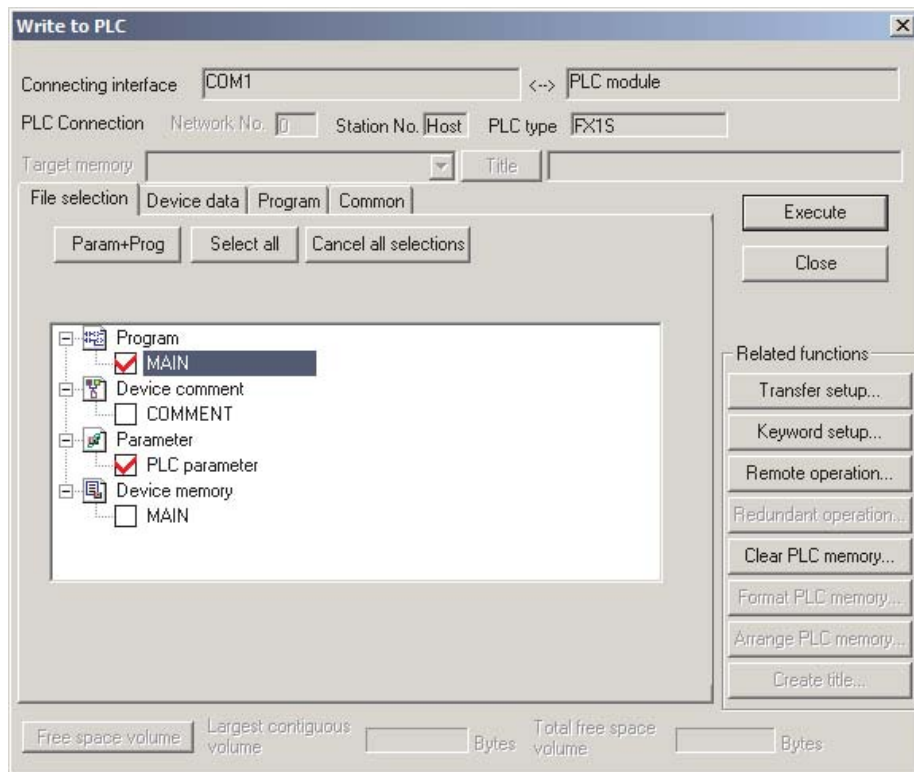 Write to PLC
Connecting interface COM1 <--> PLC module
PLC Connection Network No. 0 Station No. Host PLC type FX1S
Target memory Title
File selection Device data Program Common
Execute
Param+Prog Select all Cancel all selections
Close
Program
MAIN
Device comment
COMMENT
Parameter
PLC parameter
Device memory
MAIN
Related functions
Transfer setup...
Keyword setup...
Remote operation...
Redundant operation...
Clear PLC memory...
Format PLC memory...
Arrange PLC memory...
Create title...
Free space volume Largest contiguous volume Bytes Total free space volume Bytes